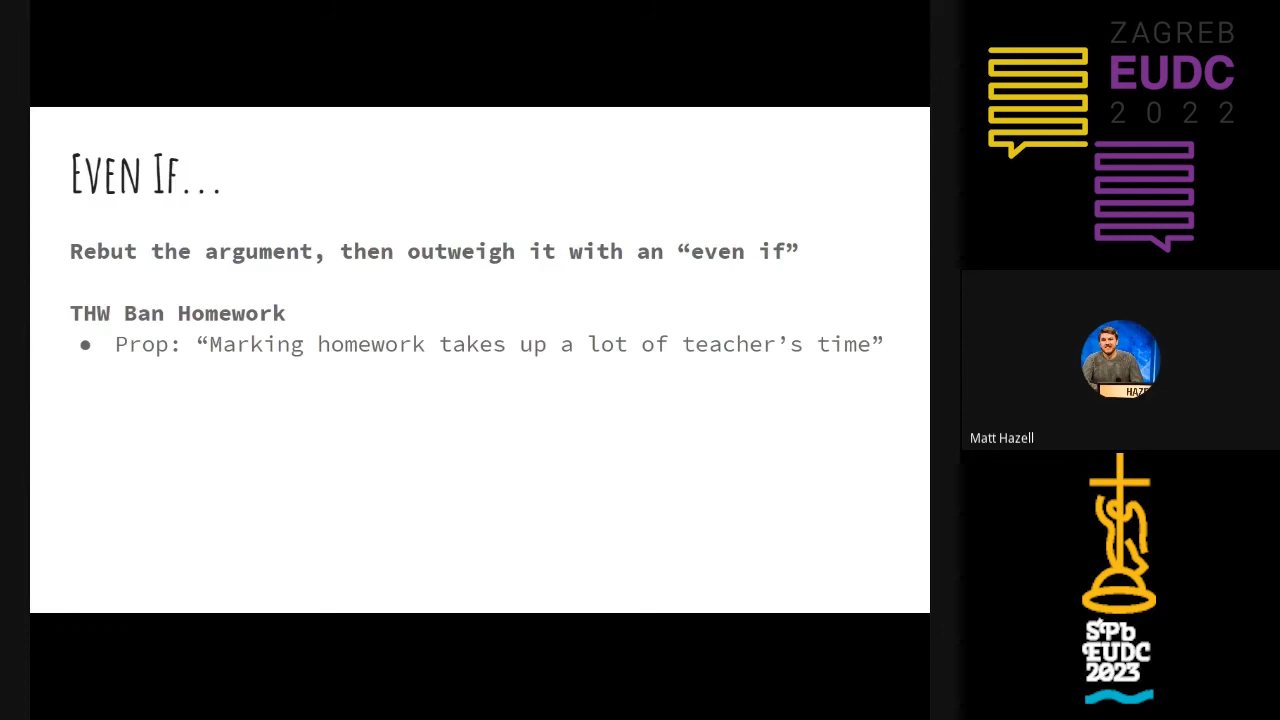 EVEN IF...
Rebut the argument, then outweigh it with an “even if”
THW Ban Homework
● Prop: “Marking homework takes up a lot of teacher’s time”
ZAGREB
EUDC
2022
HAZE
Matt Hazell
SPb
EUDC
2023